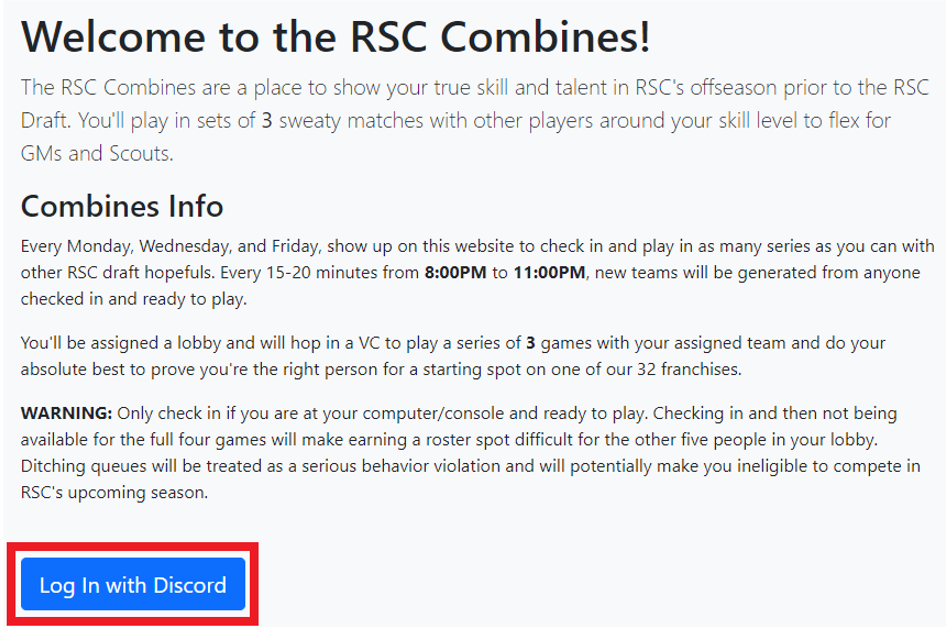 Welcome to the RSC Combines!
The RSC Combines are a place to show your true skill and talent in RSC's offseason prior to the RSC
Draft. You'll play in sets of 3 sweaty matches with other players around your skill level to flex for
GMs and Scouts.
Combines Info
Every Monday, Wednesday, and Friday, show up on this website to check in and play in as many series as you can with
other RSC draft hopefuls. Every 15-20 minutes from 8:00PM to 11:00PM, new teams will be generated from anyone
checked in and ready to play.
You'll be assigned a lobby and will hop in a VC to play a series of 3 games with your assigned team and do your
absolute best to prove you're the right person for a starting spot on one of our 32 franchises.
WARNING: Only check in if you are at your computer/console and ready to play. Checking in and then not being
available for the full four games will make earning a roster spot difficult for the other five people in your lobby.
Ditching queues will be treated as a serious behavior violation and will potentially make you ineligible to compete in
RSC's upcoming season.
Log In with Discord